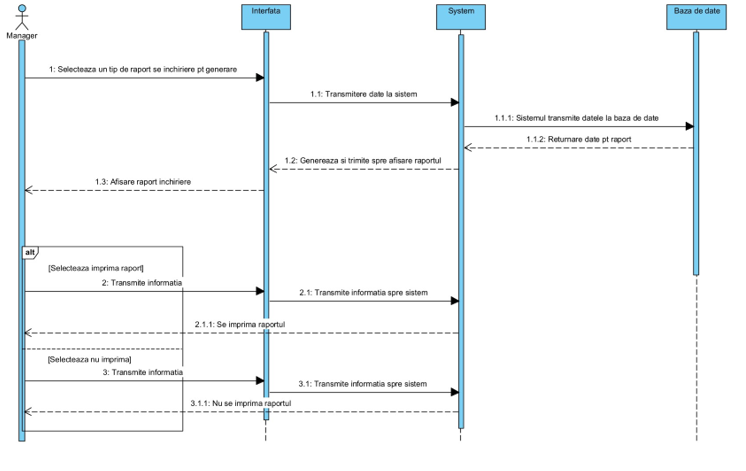 Interfata
System
Baza de date
Manager
1: Selecteaza un tip de raport se inchiriere pt generare
1.1: Transmitere date la sistem
1.1.1: Sistemul transmite datele la baza de date
1.1.2: Returnare date pt raport
1.2: Genereaza si trimite spre afisare raportul
1.3: Afisare raport inchiriere
alt
[Selecteaza imprima raport]
2: Transmite informatia
2.1: Transmite informatia spre sistem
2.1.1: Se imprima raportul
[Selecteaza nu imprima]
3: Transmite informatia
3.1: Transmite informatia spre sistem
3.1.1: Nu se imprima raportul